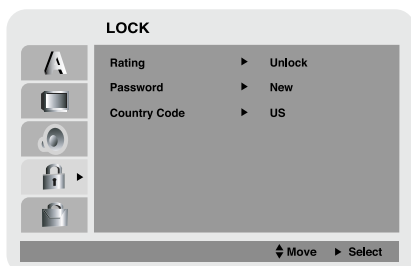 LOCK
Rating ► Unlock
Password ► New
Country Code ► US
Move ► Select